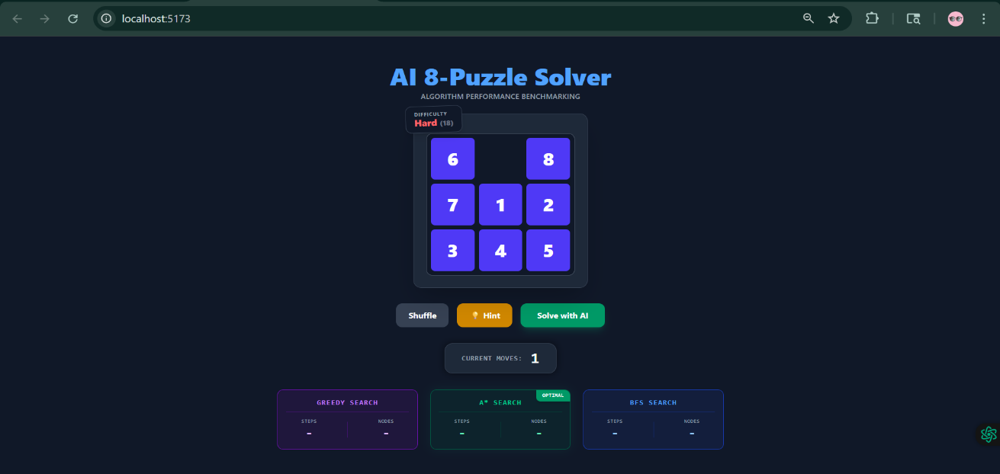 localhost:5173
AI 8-Puzzle Solver
ALGORITHM PERFORMANCE BENCHMARKING
DIFFICULTY
Hard (18)
6 8
7 1 2
3 4 5
Shuffle 💡 Hint Solve with AI
CURRENT MOVES: 1
OPTIMAL
GREEDY SEARCH A* SEARCH BFS SEARCH
STEPS NODES STEPS NODES STEPS NODES
- - - - - -